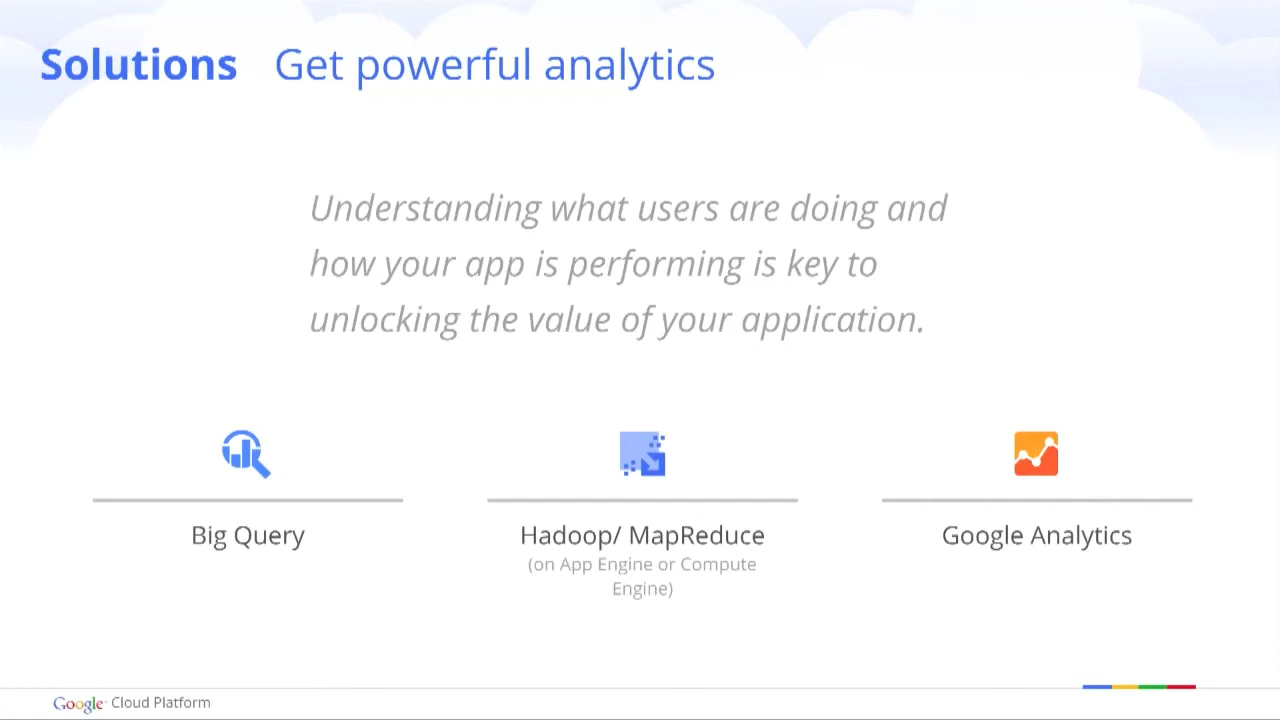 Solutions Get powerful analytics
Understanding what users are doing and
how your app is performing is key to
unlocking the value of your application.
Big Query
Hadoop/ MapReduce
(on App Engine or Compute
Engine)
Google Analytics
Google Cloud Platform